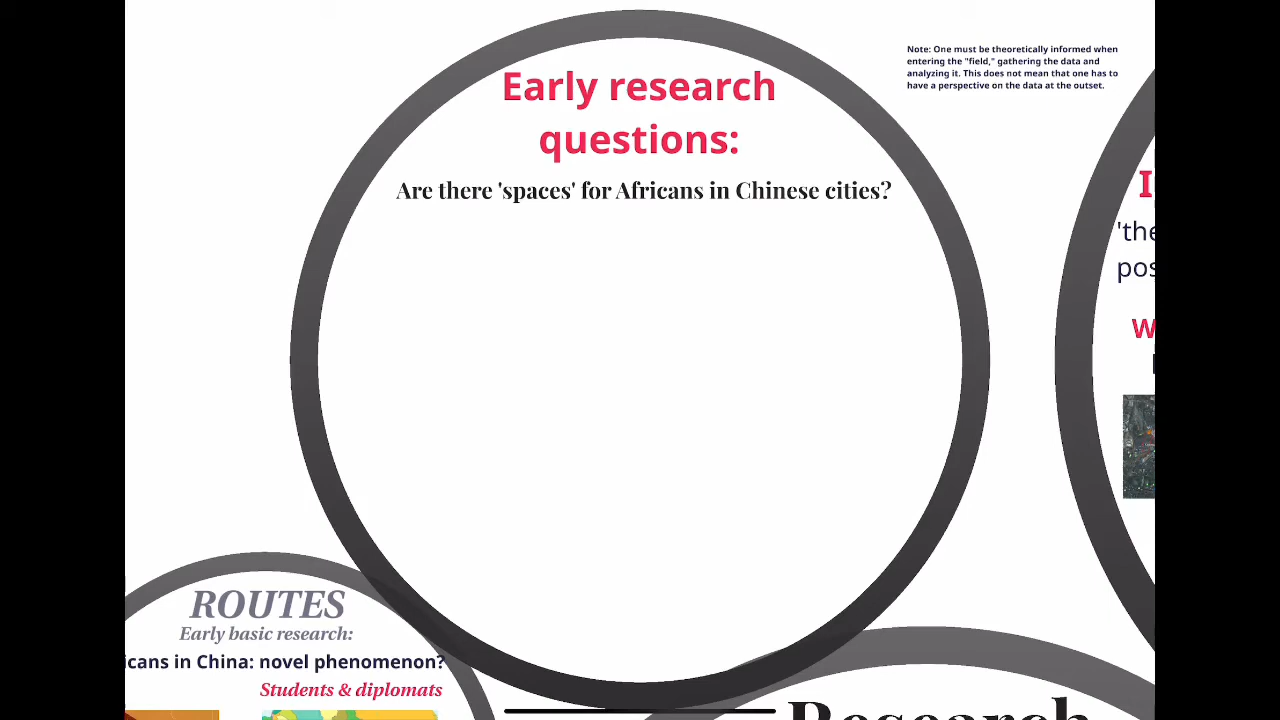 Early research
questions:
Are there 'spaces' for Africans in Chinese cities?
Note: One must be theoretically informed when
entering the "field," gathering the data and
analyzing it. This does not mean that one has to
have a perspective on the data at the outset.
'the
pos
ROUTES
Early basic research:
icans in China: novel phenomenon?
Students & diplomats
Research